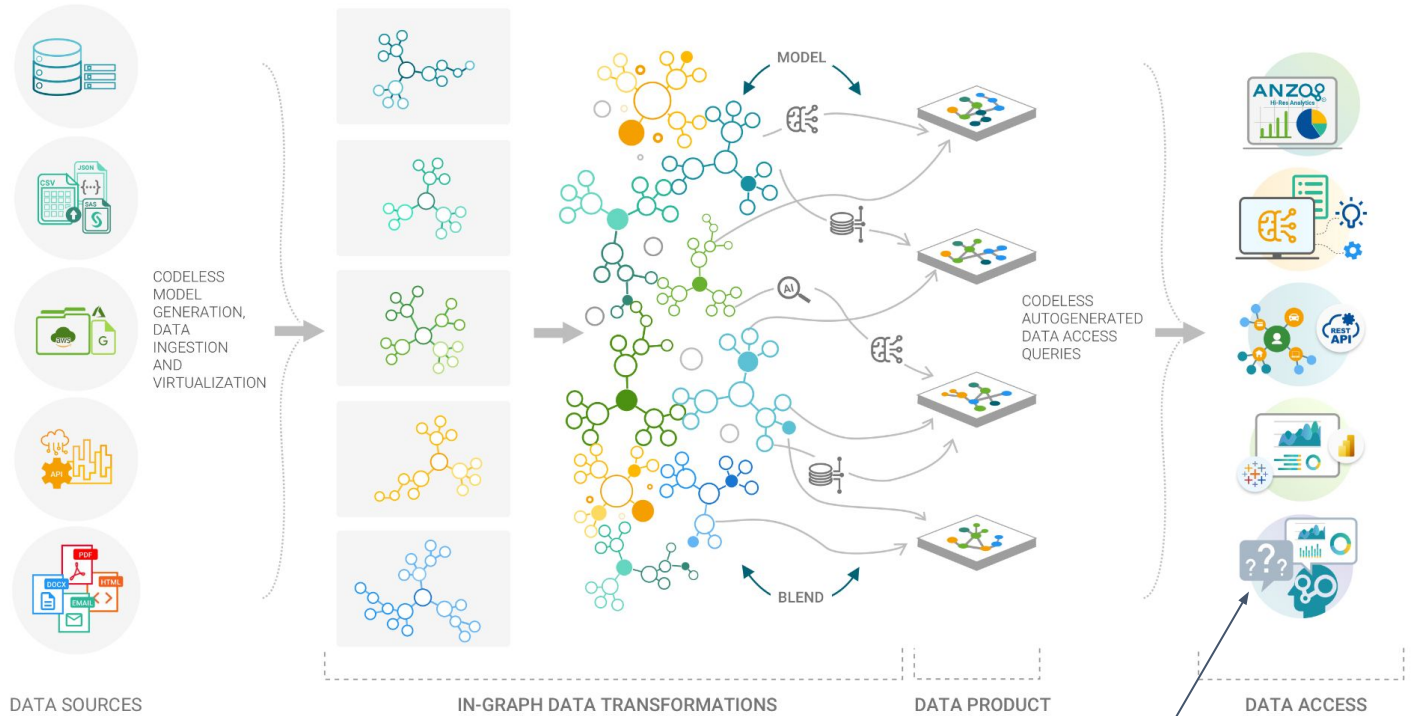 CSV
JSON
{...}
SAS
S
aws
G
API
PDF
DOCX
HTML
EMAIL
CODELESS
MODEL
GENERATION,
DATA
INGESTION
AND
VIRTUALIZATION
MODEL
AI
BLEND
CODELESS
AUTOGENERATED
DATA ACCESS
QUERIES
ANZO
Hi-Res Analytics
REST
API
???
DATA SOURCES
IN-GRAPH DATA TRANSFORMATIONS
DATA PRODUCT
DATA ACCESS